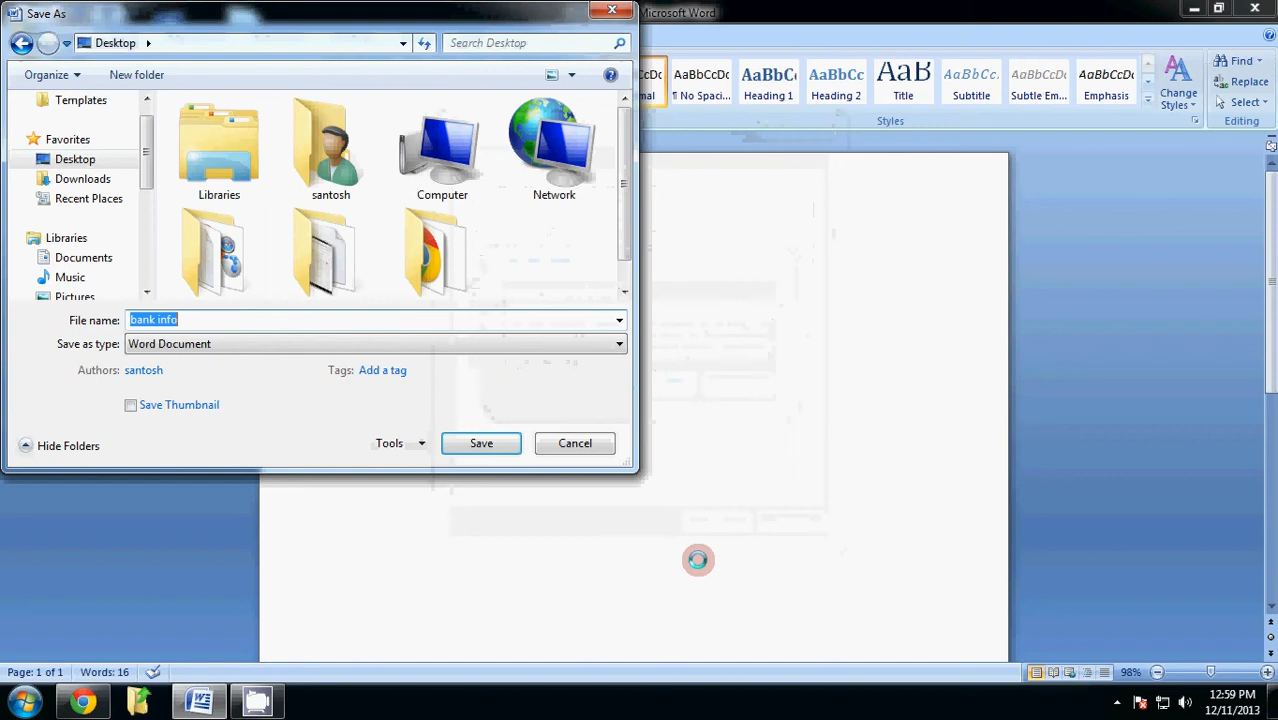 Save As
Microsoft Word
Desktop
Search Desktop
Organize
New folder
Templates
Favorites
Desktop
Downloads
Recent Places
Libraries
Documents
Music
Pictures
Libraries
santosh
Computer
Network
File name:
bank info
Save as type:
Word Document
Authors:
santosh
Tags:
Add a tag
Save Thumbnail
Hide Folders
Tools
Save
Cancel
AaBbCcDc
¶ No Spaci...
AaBbCc
Heading 1
AaBbCc
Heading 2
AaB
Title
AaBbCc.
Subtitle
AaBbCcDc
Subtle Em...
AaBbCcDc
Emphasis
Change
Styles
Find
Replace
Select
Styles
Editing
Page: 1 of 1
Words: 16
98%
12:59 PM
12/11/2013